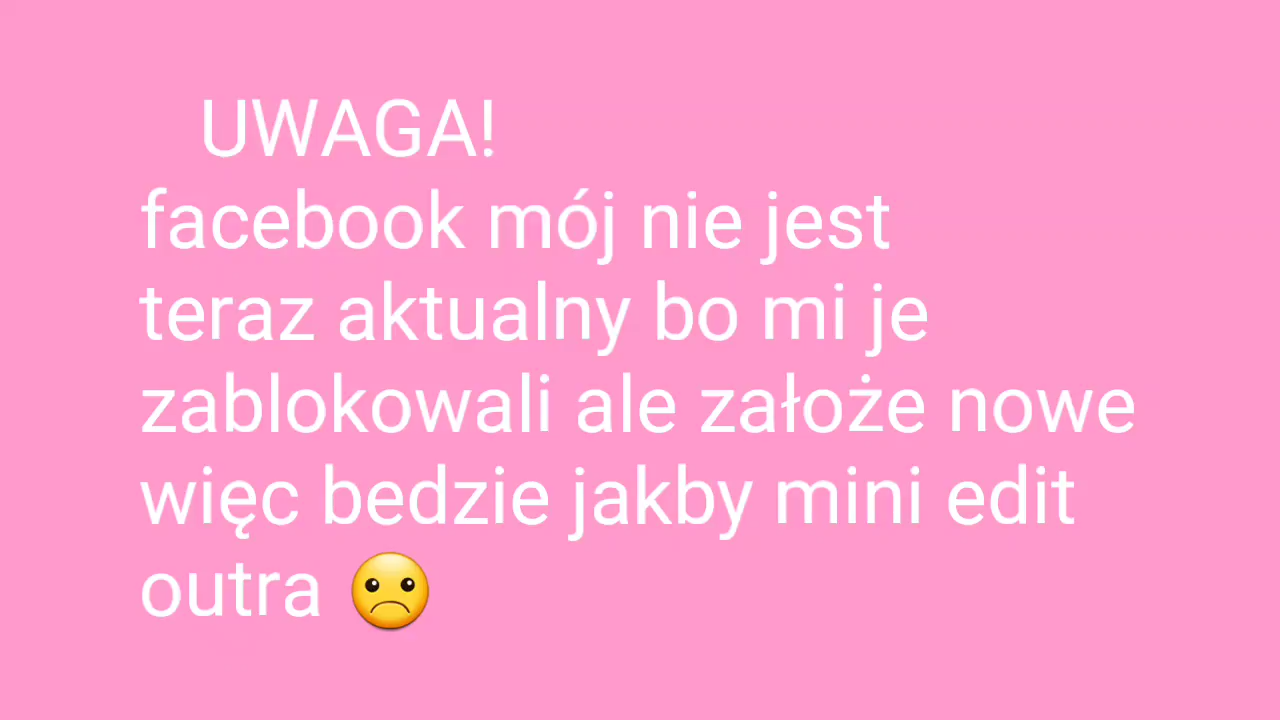 UWAGA!
facebook mój nie jest
teraz aktualny bo mi je
zablokowali ale założe nowe
więc bedzie jakby mini edit
outra ☹️